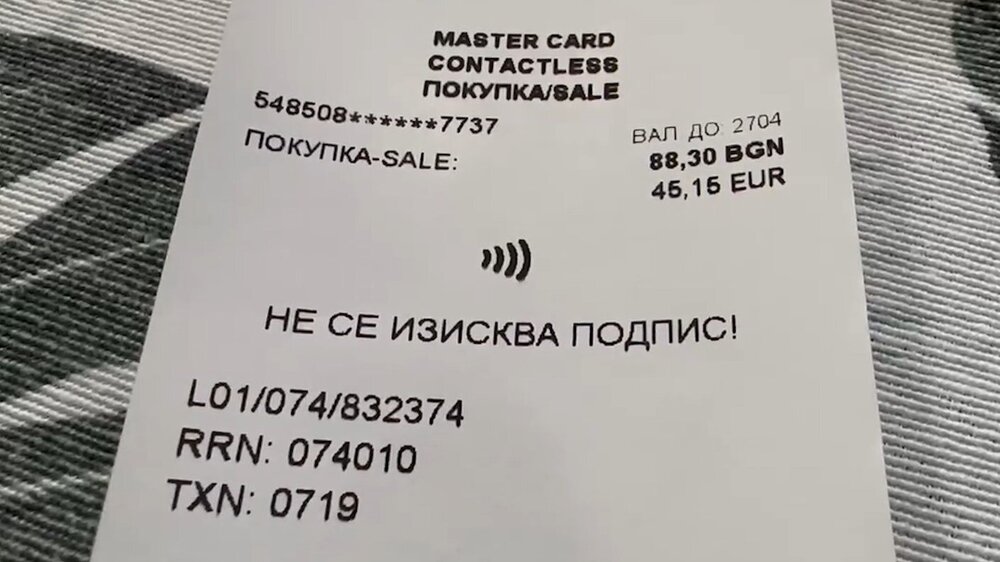 MASTER CARD
CONTACTLESS
ПОКУПКА/SALE
548508******7737
ВАЛ ДО: 2704
ПОКУПКА-SALE:
88,30 BGN
45,15 EUR
НЕ СЕ ИЗИСКВА ПОДПИС!
L01/074/832374
RRN: 074010
TXN: 0719